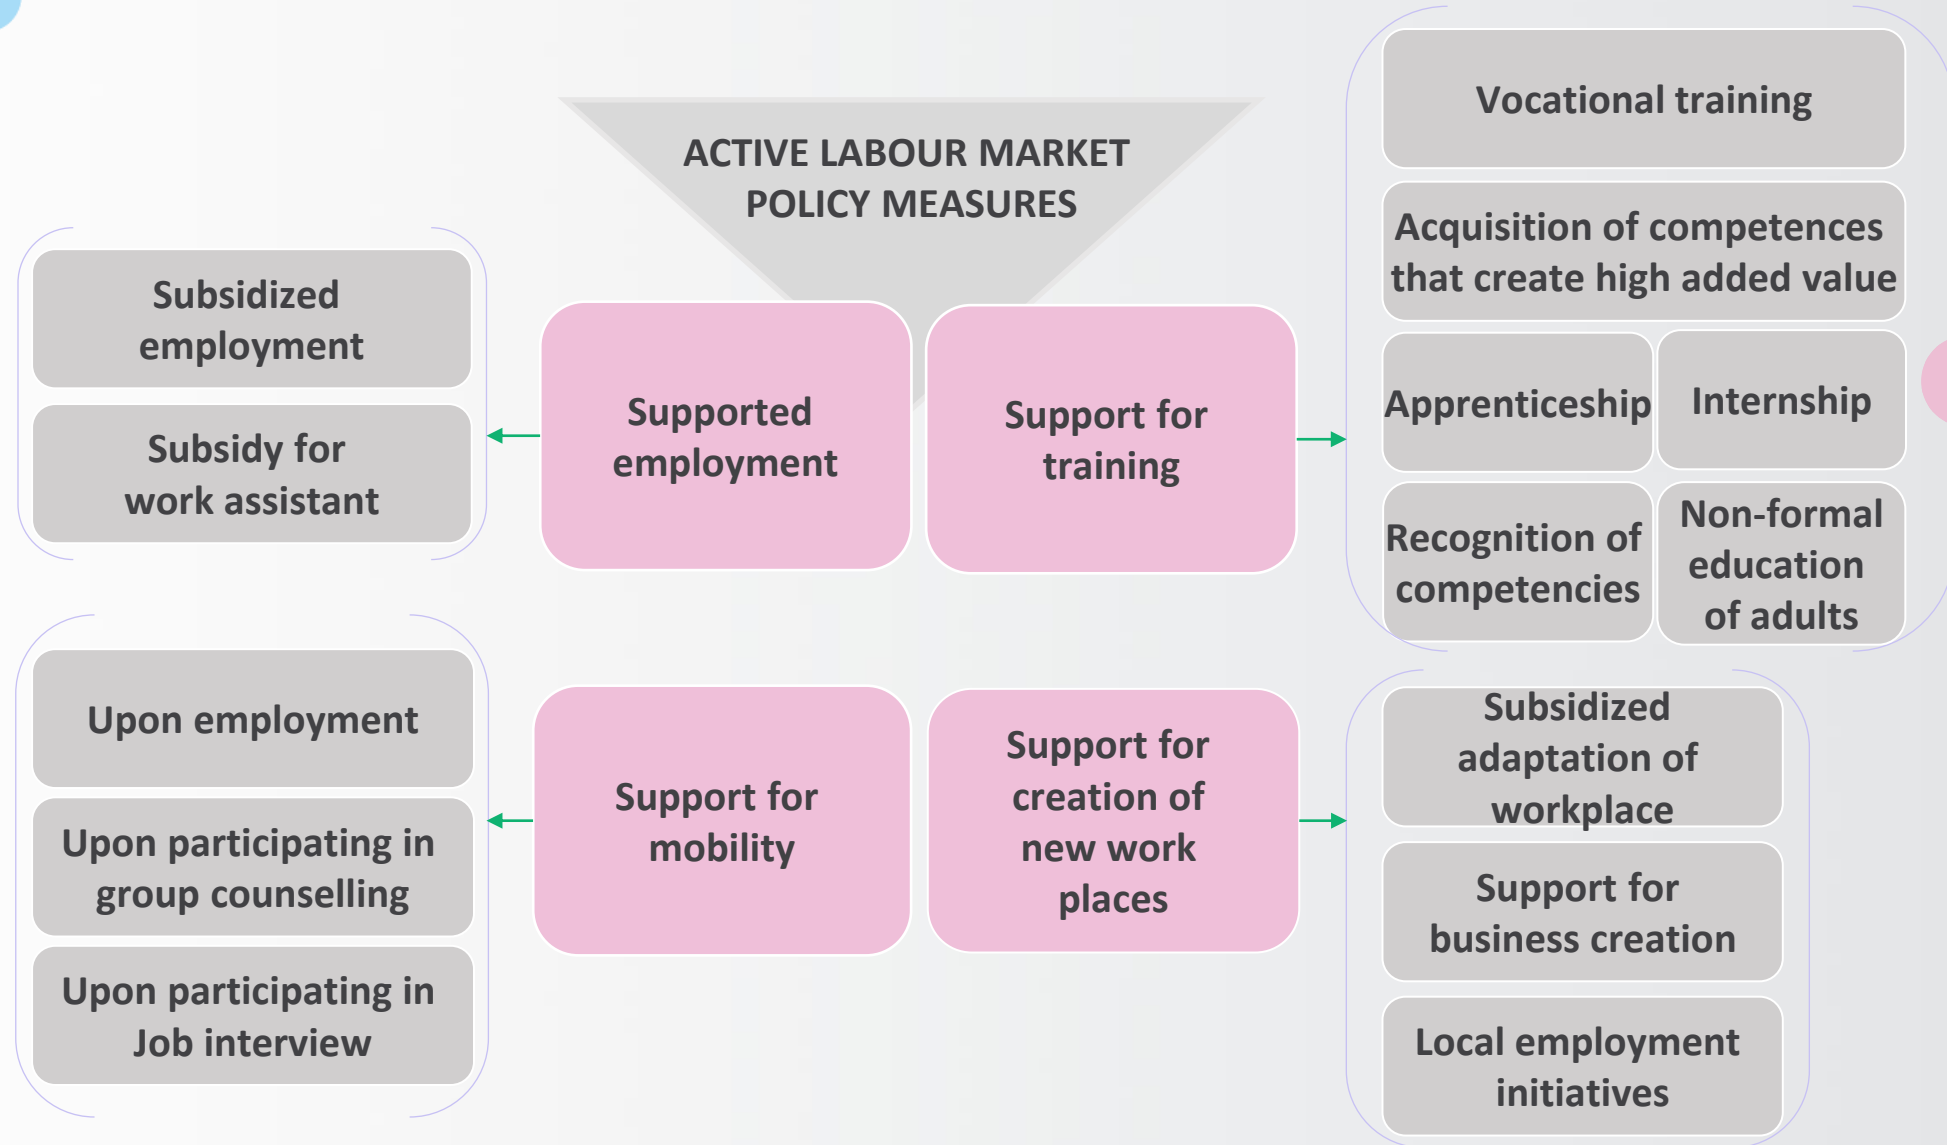 ACTIVE LABOUR MARKET
POLICY MEASURES
Subsidized
employment
Subsidy for
work assistant
Supported
employment
Support for
training
Vocational training
Acquisition of competences
that create high added value
Apprenticeship
Internship
Recognition of
competencies
Non-formal
education
of adults
Upon employment
Upon participating in
group counselling
Upon participating in
Job interview
Support for
mobility
Support for
creation of
new work
places
Subsidized
adaptation of
workplace
Support for
business creation
Local employment
initiatives